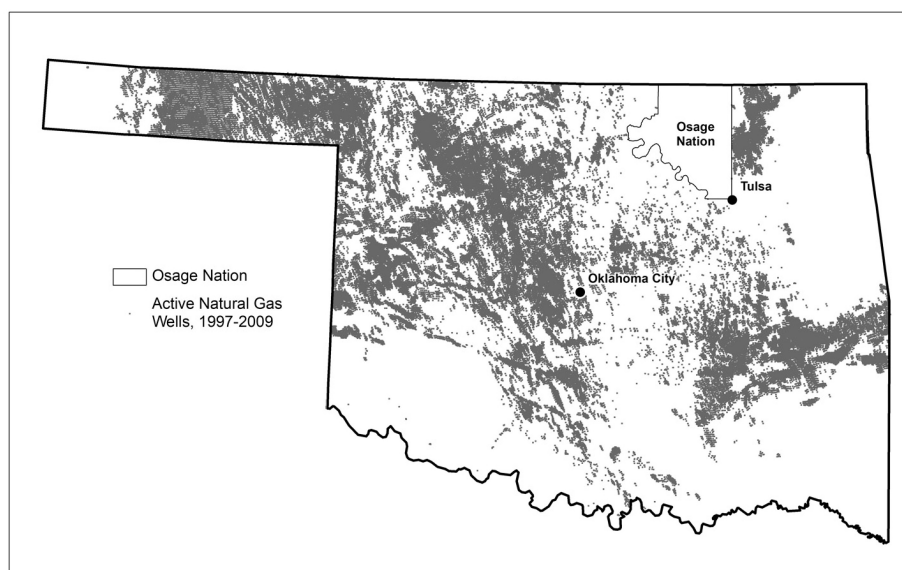 Osage
Nation
Tulsa
Oklahoma City
Osage Nation
Active Natural Gas
Wells, 1997-2009